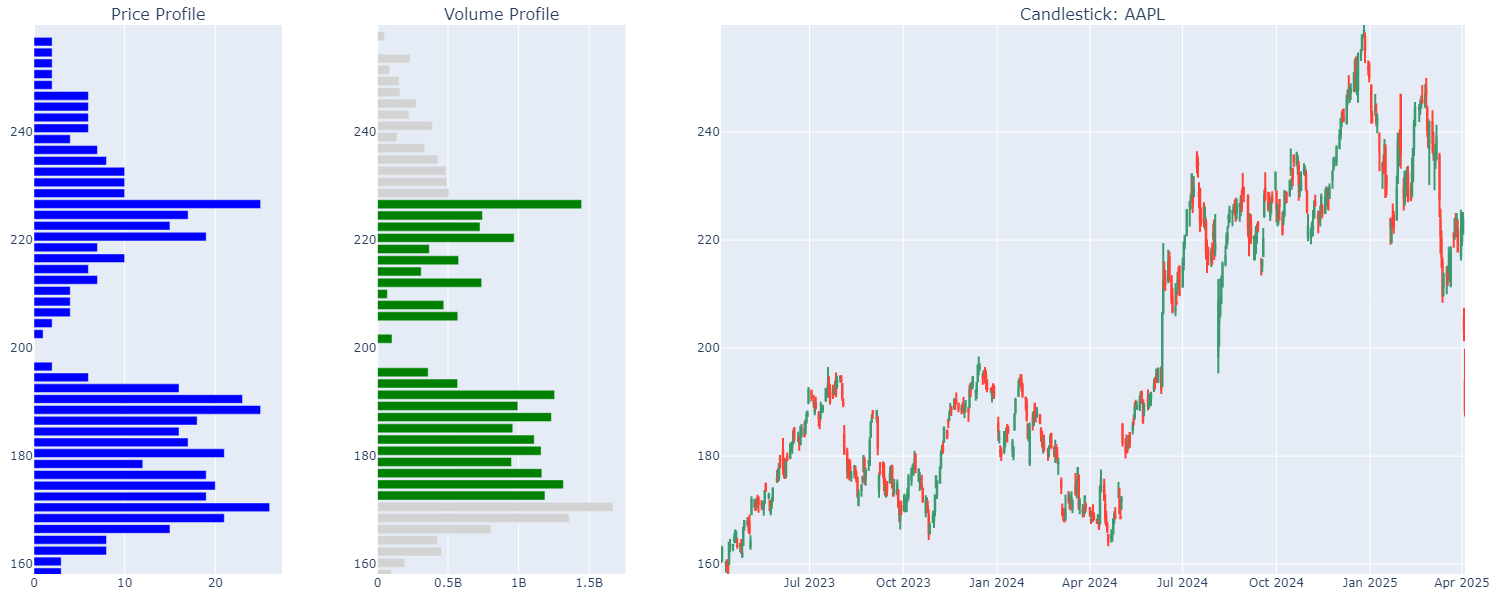 Price Profile
Volume Profile
Candlestick: AAPL
240
220
200
180
160
0
10
20
240
220
200
180
160
0
0.5B
1B
1.5B
240
220
200
180
160
Jul 2023
Oct 2023
Jan 2024
Apr 2024
Jul 2024
Oct 2024
Jan 2025
Apr 2025